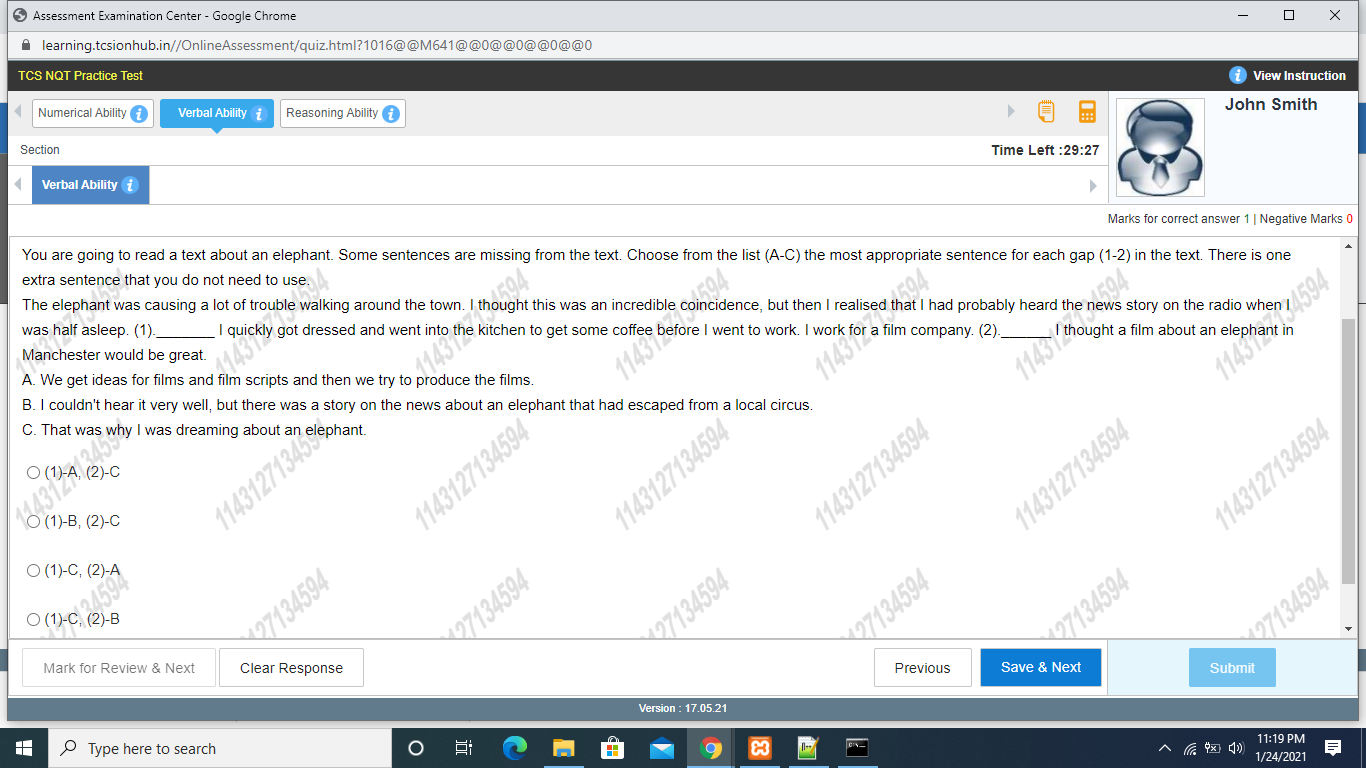 Assessment Examination Center - Google Chrome
learning.tcsionhub.in//OnlineAssessment/quiz.html?1016@@M641@@0@@0@@0@@0
TCS NQT Practice Test
i View Instruction
Numerical Ability i
Verbal Ability i
Reasoning Ability i
John Smith
Section
Time Left :29:27
Verbal Ability i
Marks for correct answer 1 | Negative Marks 0
You are going to read a text about an elephant. Some sentences are missing from the text. Choose from the list (A-C) the most appropriate sentence for each gap (1-2) in the text. There is one
extra sentence that you do not need to use.
The elephant was causing a lot of trouble walking around the town. I thought this was an incredible coincidence, but then I realised that I had probably heard the news story on the radio when I
was half asleep. (1)._______ I quickly got dressed and went into the kitchen to get some coffee before I went to work. I work for a film company. (2).______ I thought a film about an elephant in
Manchester would be great.
A. We get ideas for films and film scripts and then we try to produce the films.
B. I couldn't hear it very well, but there was a story on the news about an elephant that had escaped from a local circus.
C. That was why I was dreaming about an elephant.
(1)-A, (2)-C
(1)-B, (2)-C
(1)-C, (2)-A
(1)-C, (2)-B
1143127134594
Mark for Review & Next
Clear Response
Previous
Save & Next
Submit
Version : 17.05.21
Type here to search
11:19 PM
1/24/2021